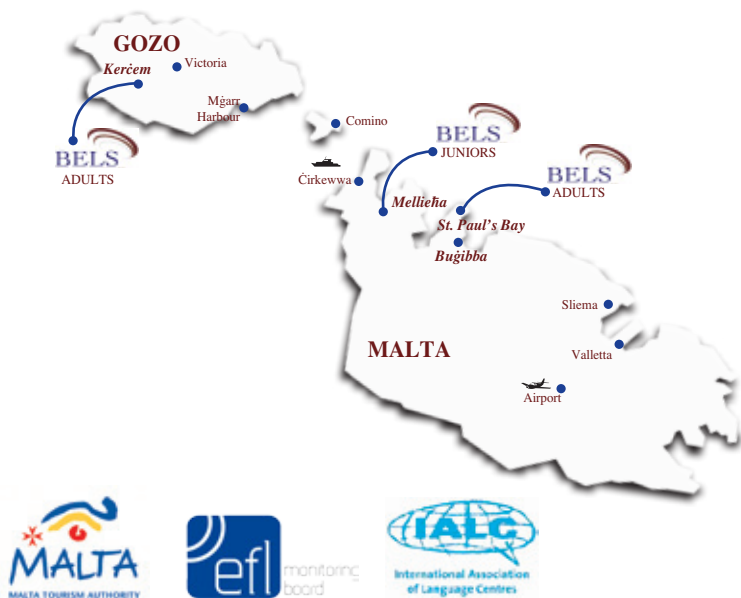 GOZO
Kerċem
Victoria
Mġarr
Harbour
BELS
ADULTS
Comino
BELS
JUNIORS
Ċirkewwa
BELS
ADULTS
Mellieħa
St. Paul's Bay
Buġibba
Sliema
MALTA
Valletta
Airport
MALTA
MALTA TOURISM AUTHORITY
efl monitoring
board
IALC
International Association
of Language Centres